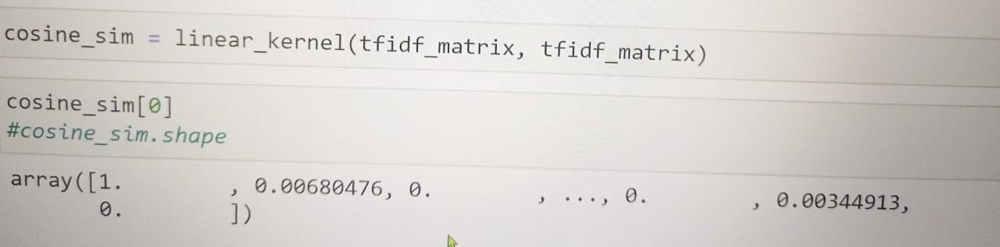 cosine_sim = linear_kernel(tfidf_matrix, tfidf_matrix)
cosine_sim[0]
#cosine_sim.shape
array([1.        , 0.00680476, 0.        , ..., 0.        , 0.00344913,
       0.        ])